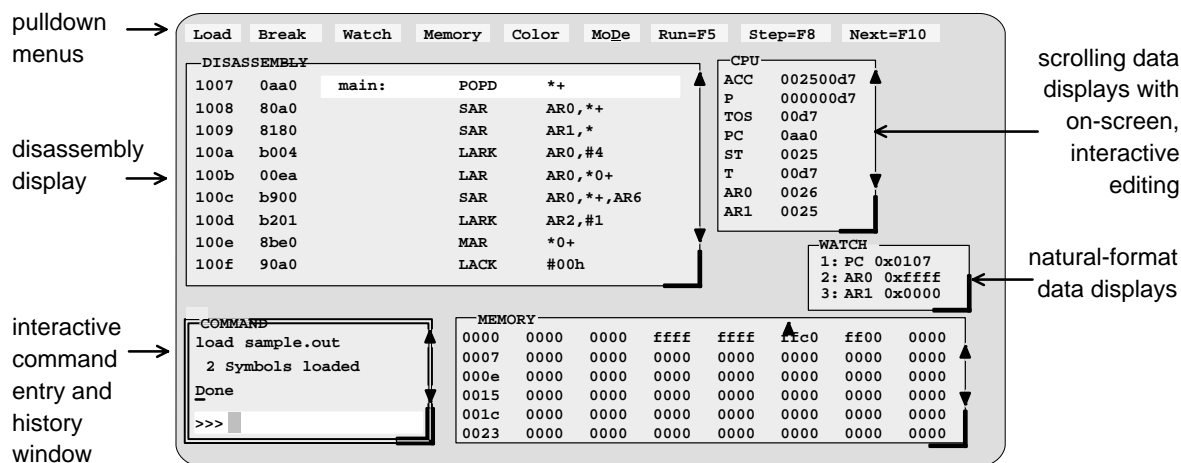 pulldown
menus
Load Break Watch Memory Color MoDe Run=F5 Step=F8 Next=F10
DISASSEMBLY
1007 0aa0 main: POPD *+
1008 80a0 SAR AR0,*+
1009 8180 SAR AR1,*
100a b004 LARK AR0,#4
100b 00ea LAR AR0,*0+
100c b900 SAR AR0,*+,AR6
100d b201 LARK AR2,#1
100e 8be0 MAR *0+
100f 90a0 LACK #00h
disassembly
display
CPU
ACC 002500d7
P 000000d7
TOS 00d7
PC 0aa0
ST 0025
T 00d7
AR0 0026
AR1 0025
scrolling data
displays with
on-screen,
interactive
editing
WATCH
1: PC 0x0107
2: AR0 0xffff
3: AR1 0x0000
natural-format
data displays
interactive
command
entry and
history
window
COMMAND
load sample.out
2 Symbols loaded
Done
>>>
MEMORY
0000 0000 0000 ffff ffff ffc0 ff00 0000
0007 0000 0000 0000 0000 0000 0000 0000
000e 0000 0000 0000 0000 0000 0000 0000
0015 0000 0000 0000 0000 0000 0000 0000
001c 0000 0000 0000 0000 0000 0000 0000
0023 0000 0000 0000 0000 0000 0000 0000